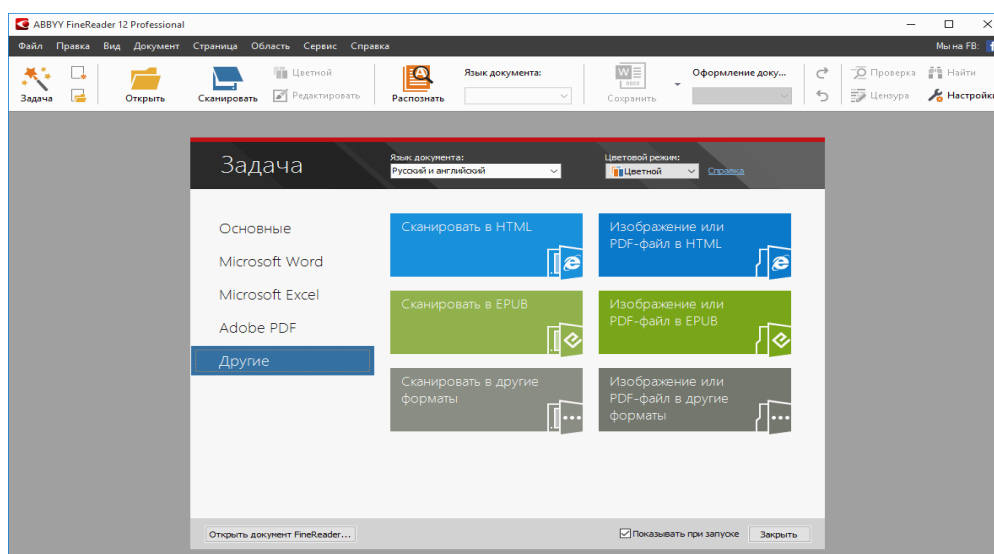 ABBYY FineReader 12 Professional
Файл Правка Вид Документ Страница Область Сервис Справка Мы на FB:
Задача
Открыть
Сканировать
Цветной
Редактировать
Распознать
Язык документа:
Сохранить
Оформление доку...
Проверка
Цензура
Найти
Настройки
Задача
Язык документа:
Русский и английский
Цветовой режим:
Цветной
Справка
Основные
Microsoft Word
Microsoft Excel
Adobe PDF
Другие
Сканировать в HTML
Изображение или
PDF-файл в HTML
Сканировать в EPUB
Изображение или
PDF-файл в EPUB
Сканировать в другие
форматы
Изображение или
PDF-файл в другие
форматы
Открыть документ FineReader...
Показывать при запуске
Закрыть